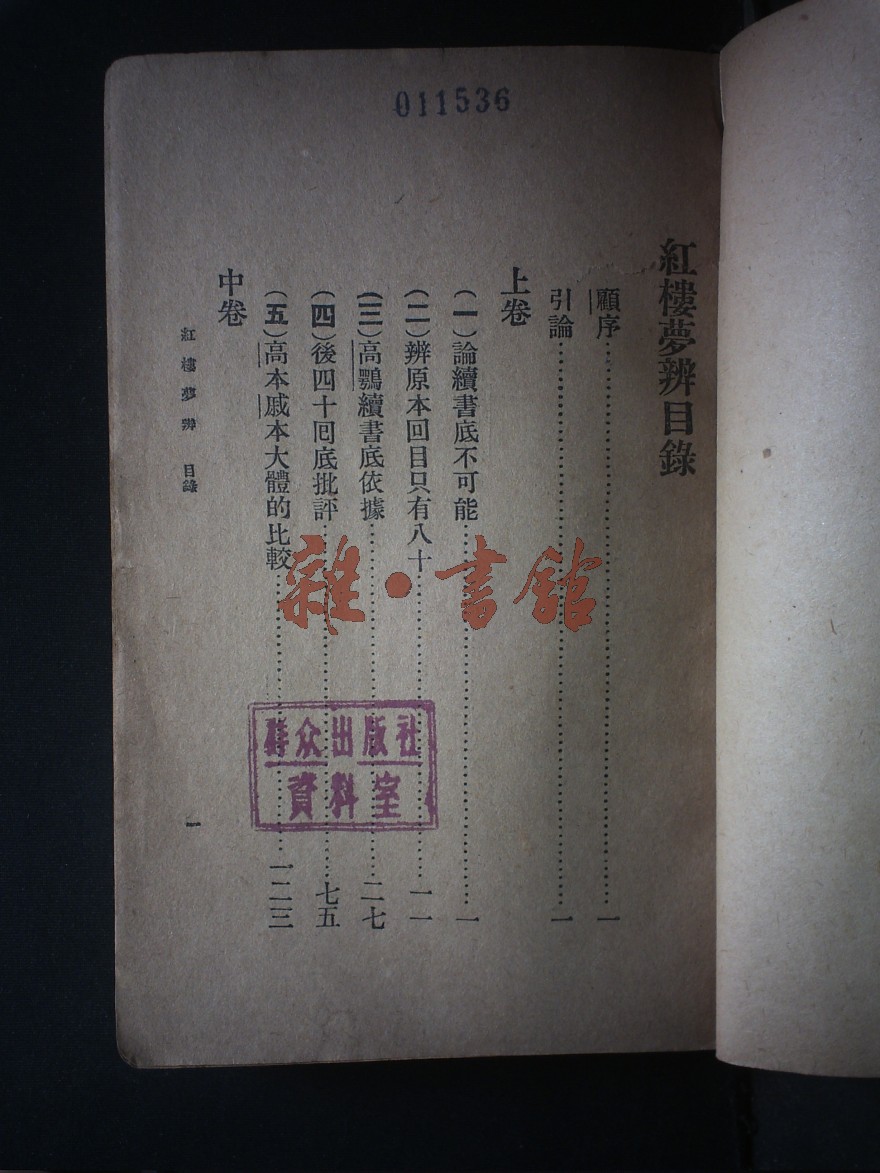 011536
紅樓夢辨目錄
顧序……一
引論……一
上卷
(一)論續書底不可能……一
(二)辨原本回目只有八十……一一
(三)高鶚續書底依據……二七
(四)後四十囘底批評……七五
(五)高本戚本大體的比較……一二三
中卷
紅樓夢辨 目錄
一
雜·書館
群众出版社
資料室